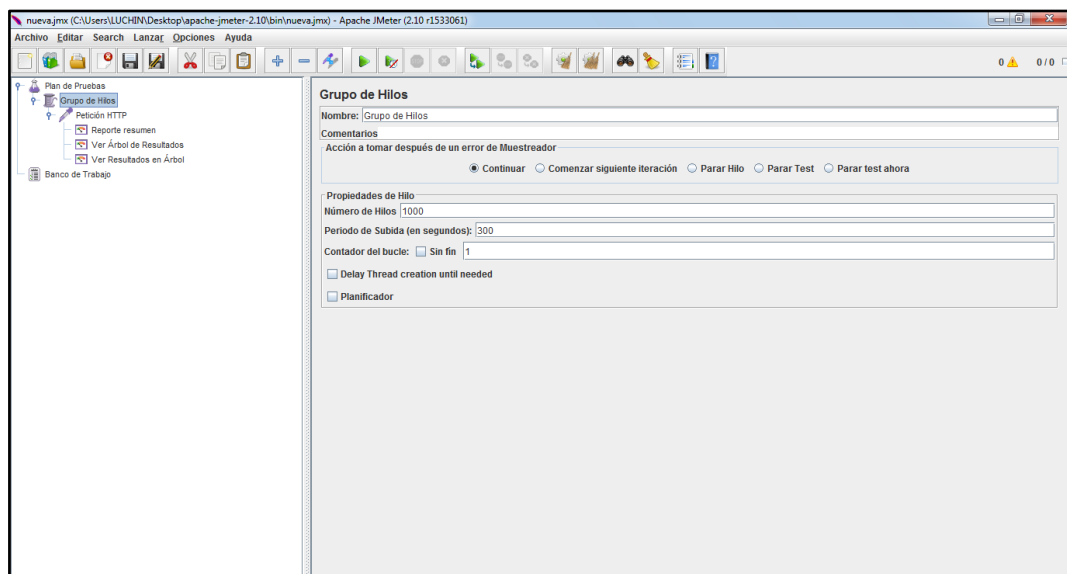 nueva.jmx (C:\Users\LUCHIN\Desktop\apache-jmeter-2.10\bin\nueva.jmx) - Apache JMeter (2.10 r1533061)
Archivo Editar Search Lanzar Opciones Ayuda
0 0 / 0
Plan de Pruebas
Grupo de Hilos
Petición HTTP
Reporte resumen
Ver Árbol de Resultados
Ver Resultados en Árbol
Banco de Trabajo
Grupo de Hilos
Nombre: Grupo de Hilos
Comentarios
Acción a tomar después de un error de Muestreador
Continuar Comenzar siguiente iteración Parar Hilo Parar Test Parar test ahora
Propiedades de Hilo
Número de Hilos 1000
Periodo de Subida (en segundos): 300
Contador del bucle: Sin fín 1
Delay Thread creation until needed
Planificador